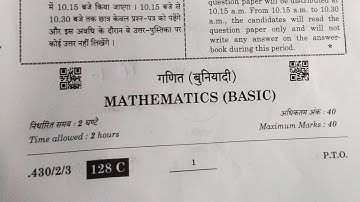 में 10.15 बजे किया जाएगा । 10.15 बजे से
10.30 बजे तक छात्र केवल प्रश्न-पत्र को पढ़ेंगे
और इस अवधि के दौरान वे उत्तर-पुस्तिका पर
कोई उत्तर नहीं लिखेंगे ।
question paper will be distributed at
10.15 a.m. From 10.15 a.m. to 10.30
a.m., the candidates will read the
question paper only and will not
write any answer on the answer-
book during this period.
गणित (बुनियादी)
MATHEMATICS (BASIC)
निर्धारित समय : 2 घण्टे
अधिकतम अंक : 40
Time allowed : 2 hours
Maximum Marks : 40
.430/2/3
128 C
1
P.T.O.